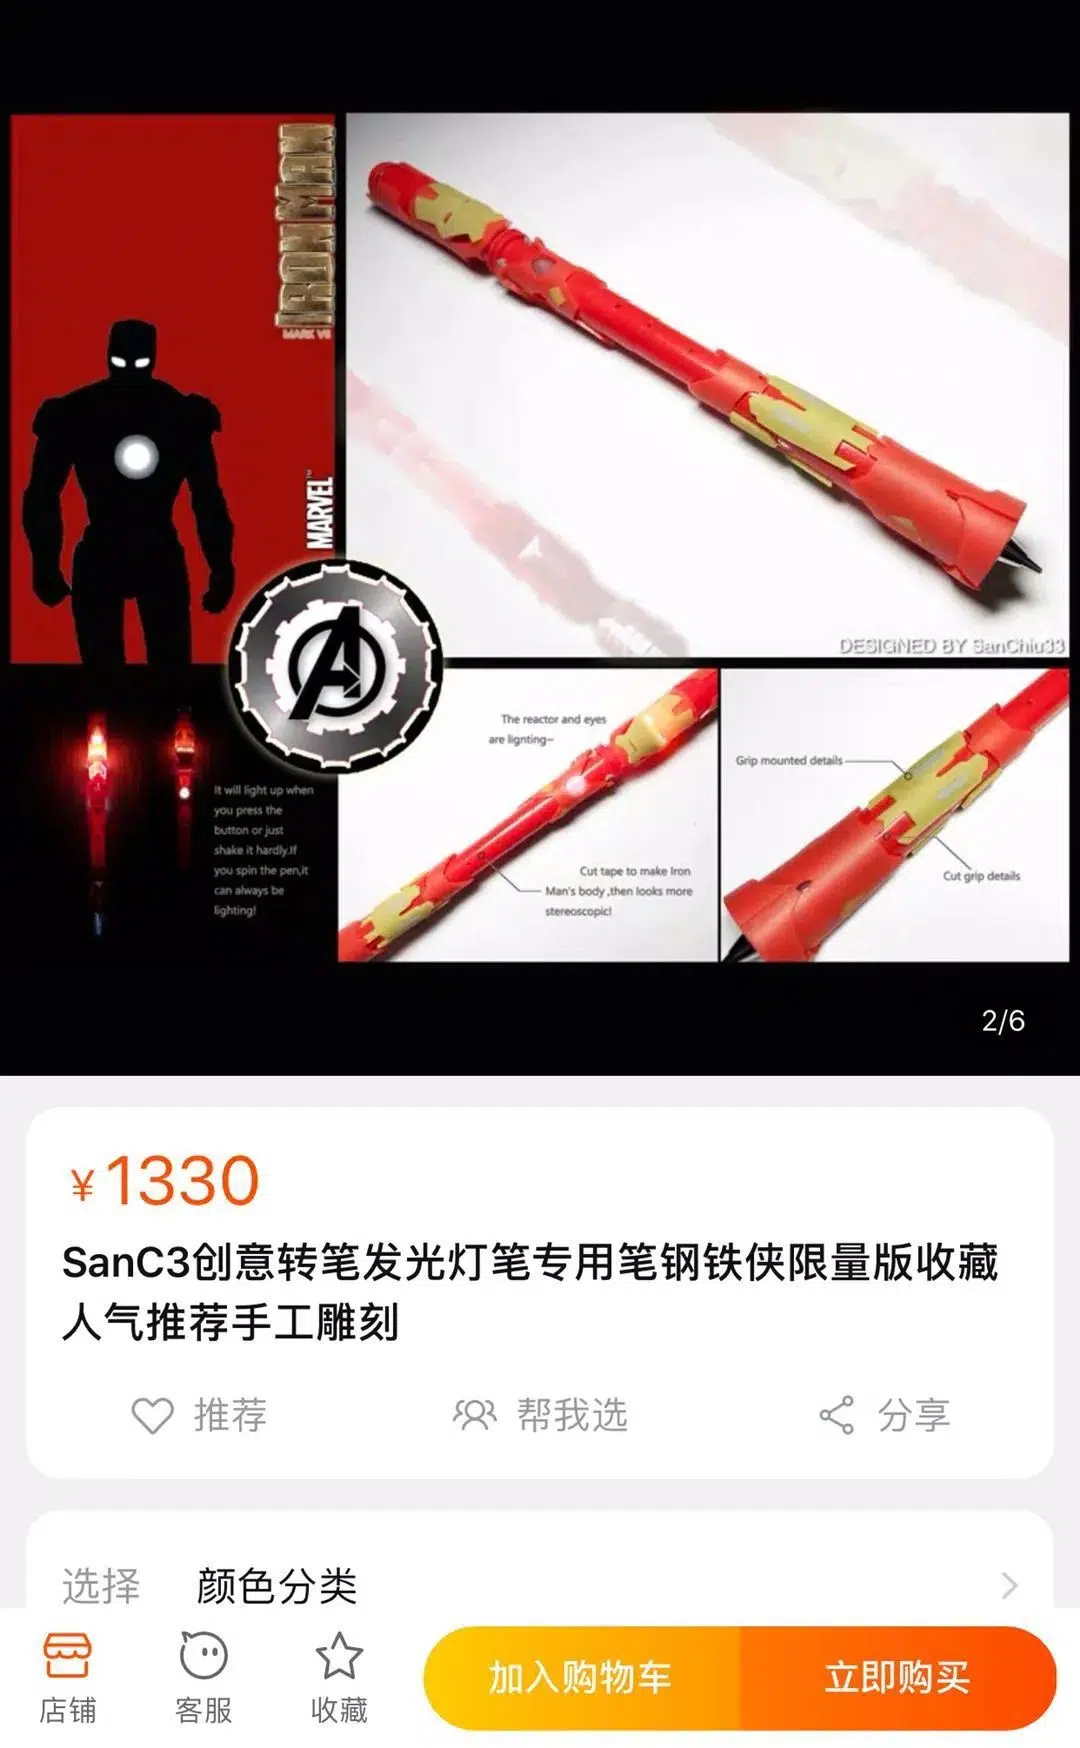 IRON MAN
MARK VII
MARVEL
DESIGNED BY SanChiu33
The reactor and eyes
are lignting~
Grip mounted details
It will light up when
you press the
button or just
shake it hardly.If
you spin the pen,it
can always be
lighting!
Cut tape to make Iron
Man's body ,then looks more
stereoscopic!
Cut grip details
2/6
¥1330
SanC3创意转笔发光灯笔专用笔钢铁侠限量版收藏
人气推荐手工雕刻
推荐
帮我选
分享
选择 颜色分类
店铺
客服
收藏
加入购物车
立即购买